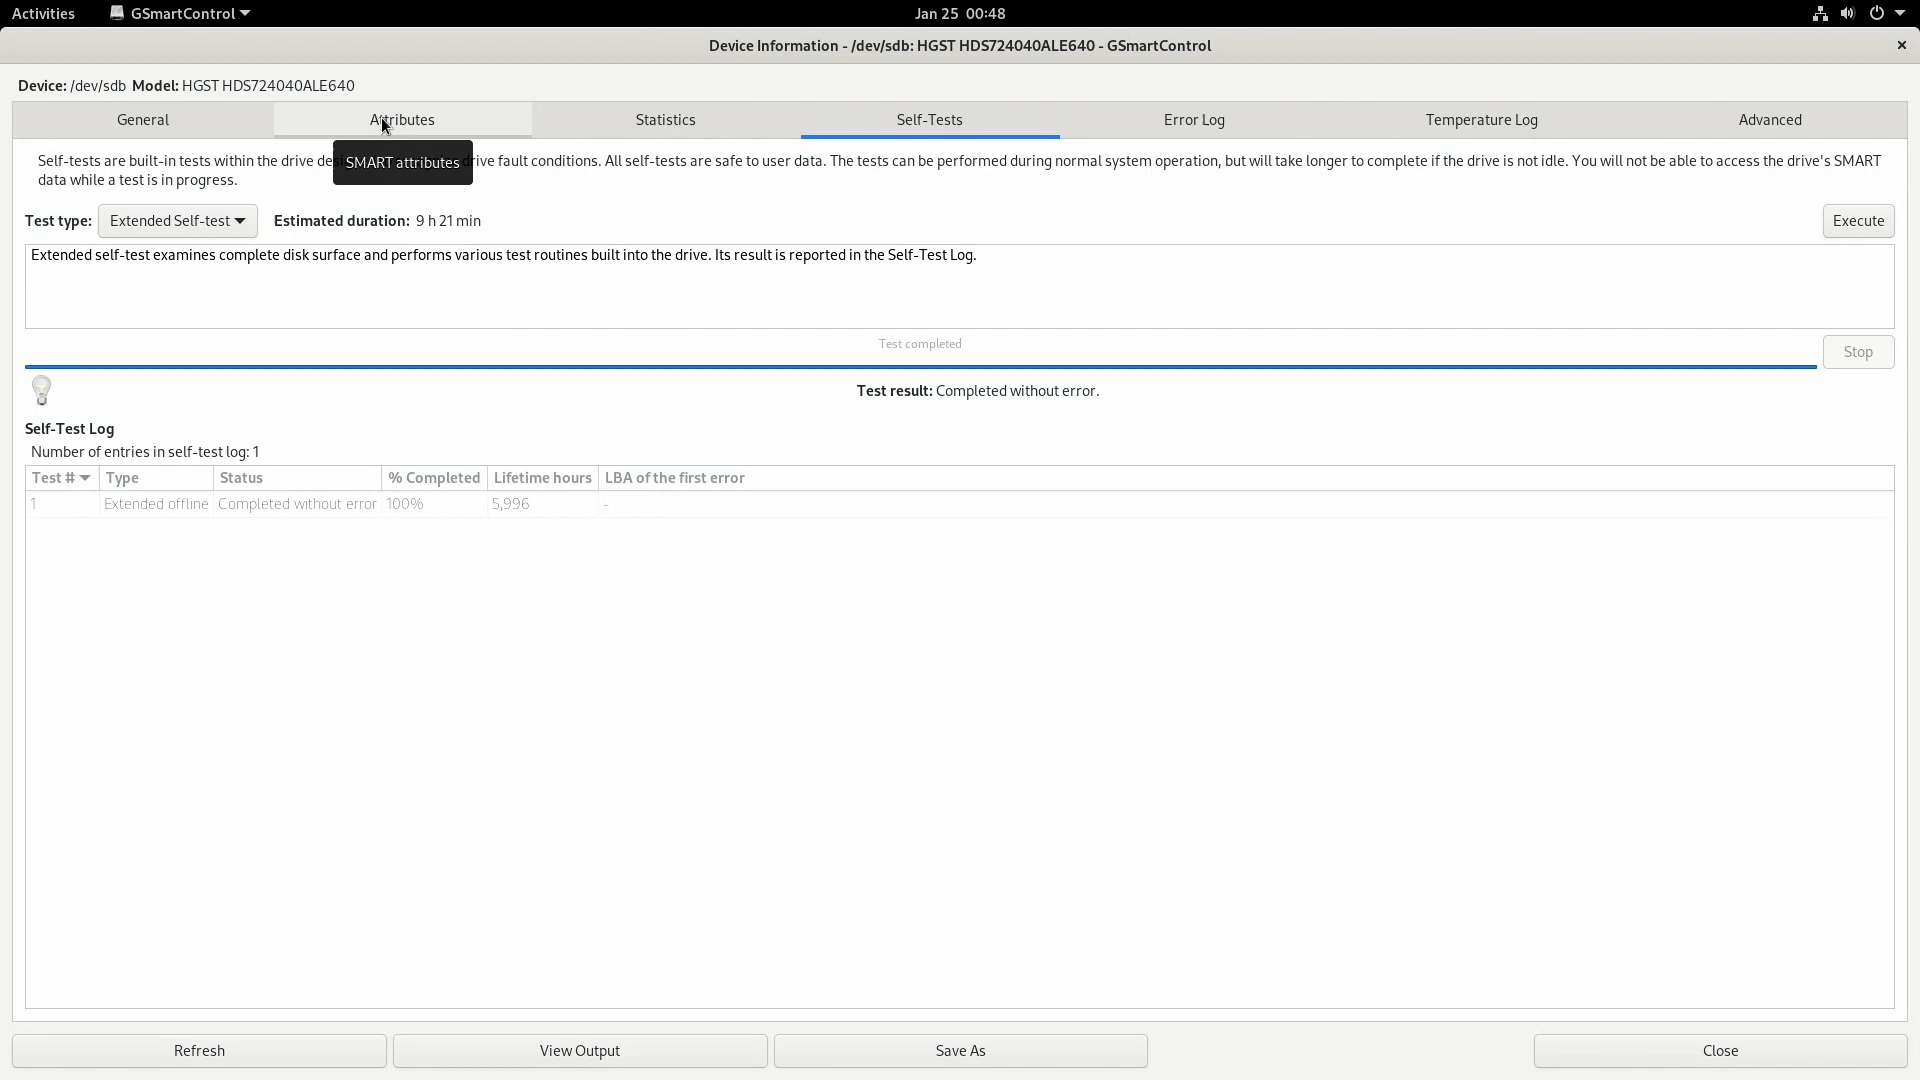 Activities GSmartControl Jan 25 00:48
Device Information - /dev/sdb: HGST HDS724040ALE640 - GSmartControl
Device: /dev/sdb Model: HGST HDS724040ALE640
General Attributes Statistics Self-Tests Error Log Temperature Log Advanced
Self-tests are built-in tests within the drive drive fault conditions. All self-tests are safe to user data. The tests can be performed during normal system operation, but will take longer to complete if the drive is not idle. You will not be able to access the drive's SMART
SMART attributes
data while a test is in progress.
Test type: Extended Self-test Estimated duration: 9 h 21 min Execute
Extended self-test examines complete disk surface and performs various test routines built into the drive. Its result is reported in the Self-Test Log.
Test completed Stop
Test result: Completed without error.
Self-Test Log
Number of entries in self-test log: 1
Test # Type Status % Completed Lifetime hours LBA of the first error
1 Extended offline Completed without error 100% 5,996 -
Refresh View Output Save As Close